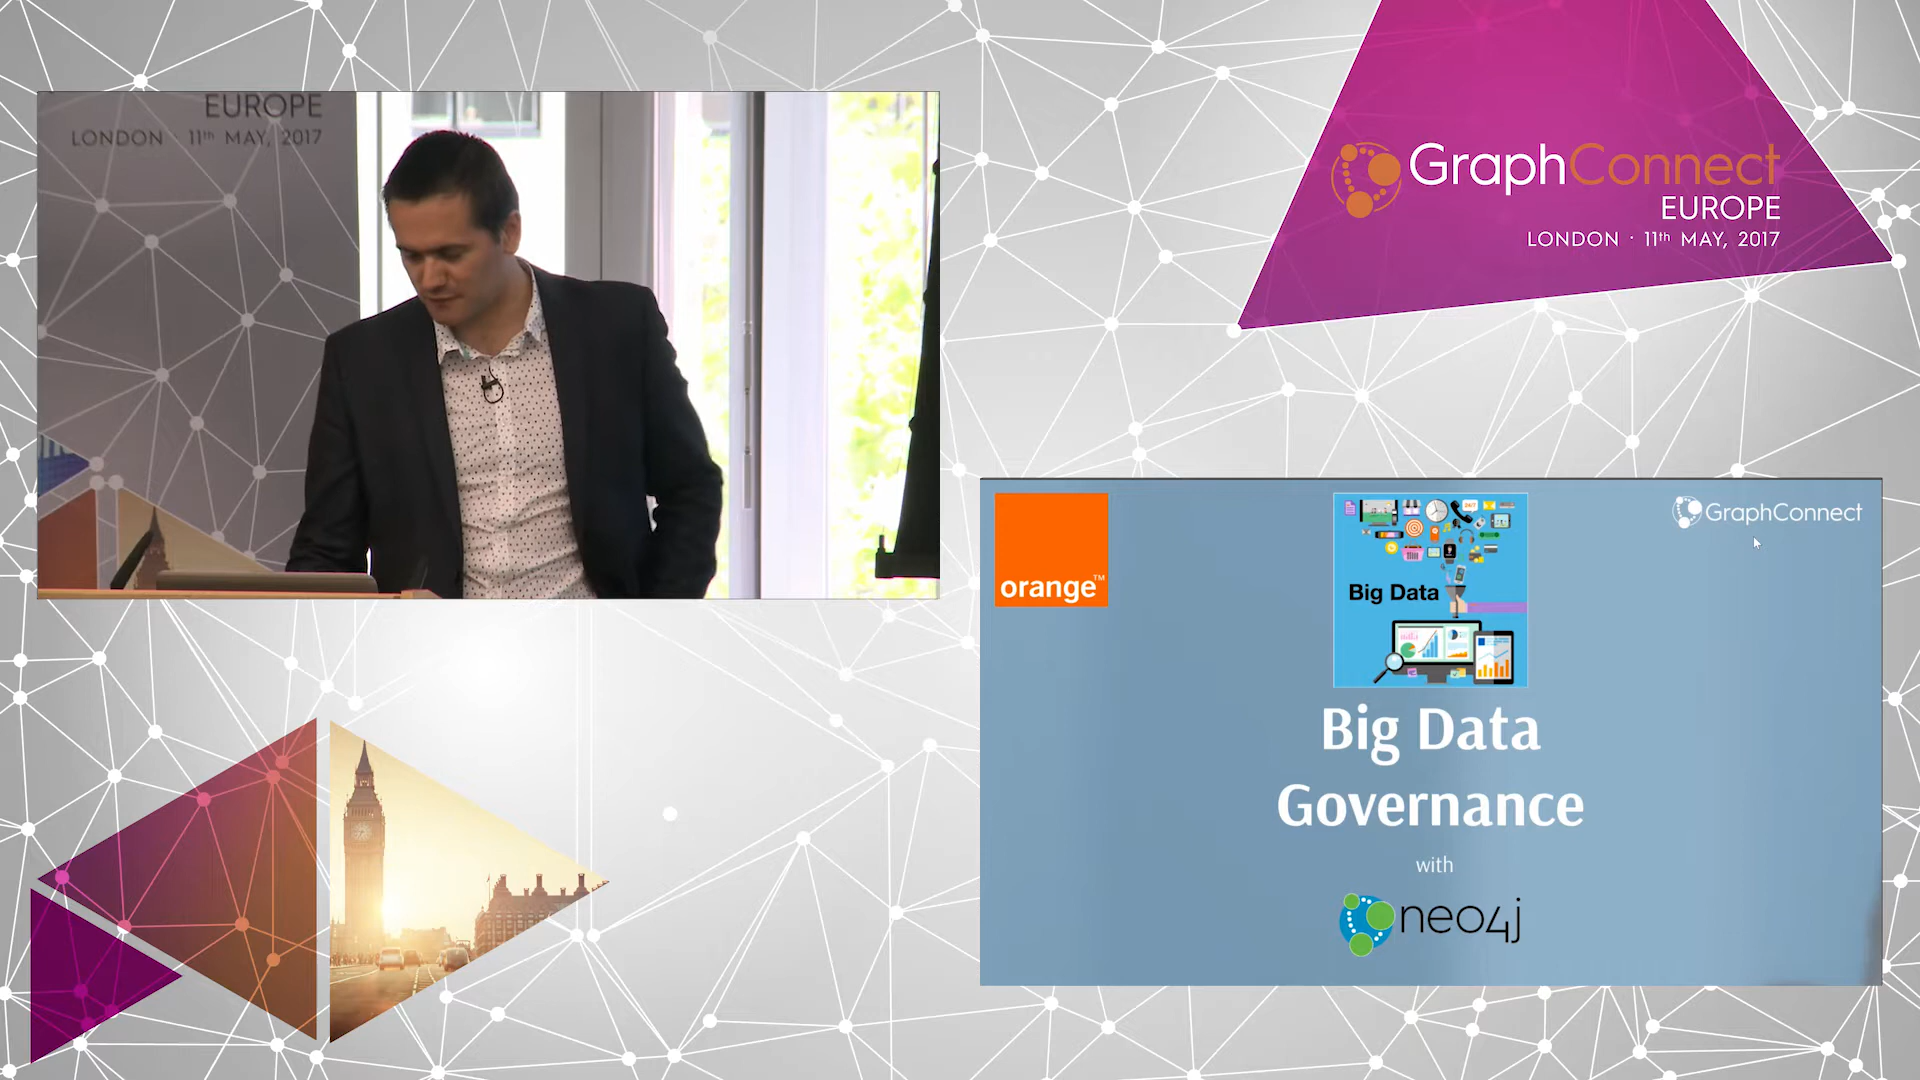 EUROPE
LONDON · 11th MAY, 2017
GraphConnect
EUROPE
LONDON · 11th MAY, 2017
orange™
Big Data
GraphConnect
Big Data
Governance
with
neo4j